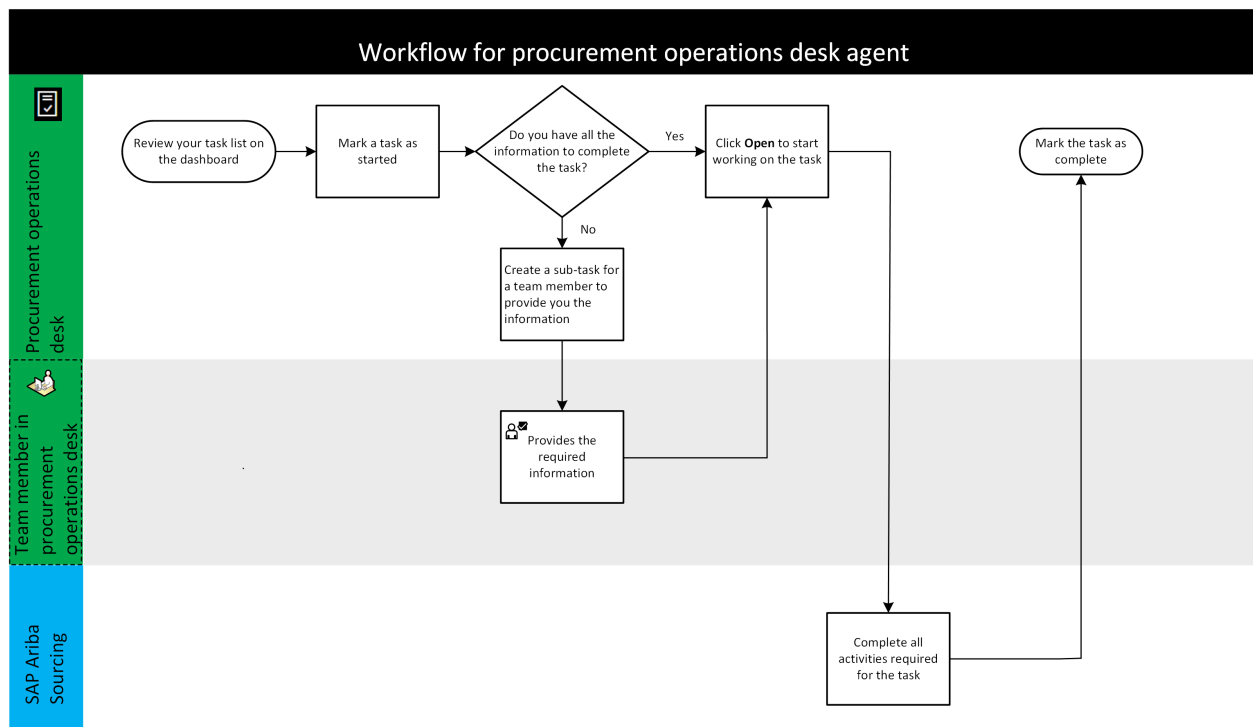 Workflow for procurement operations desk agent
Procurement operations
desk
Review your task list on
the dashboard
Mark a task as
started
Do you have all the
information to complete
the task?
Yes
Click Open to start
working on the task
Mark the task as
complete
No
Create a sub-task for
a team member to
provide you the
information
Team member in
procurement
operations desk
Provides the
required
information
SAP Ariba
Sourcing
Complete all
activities required
for the task